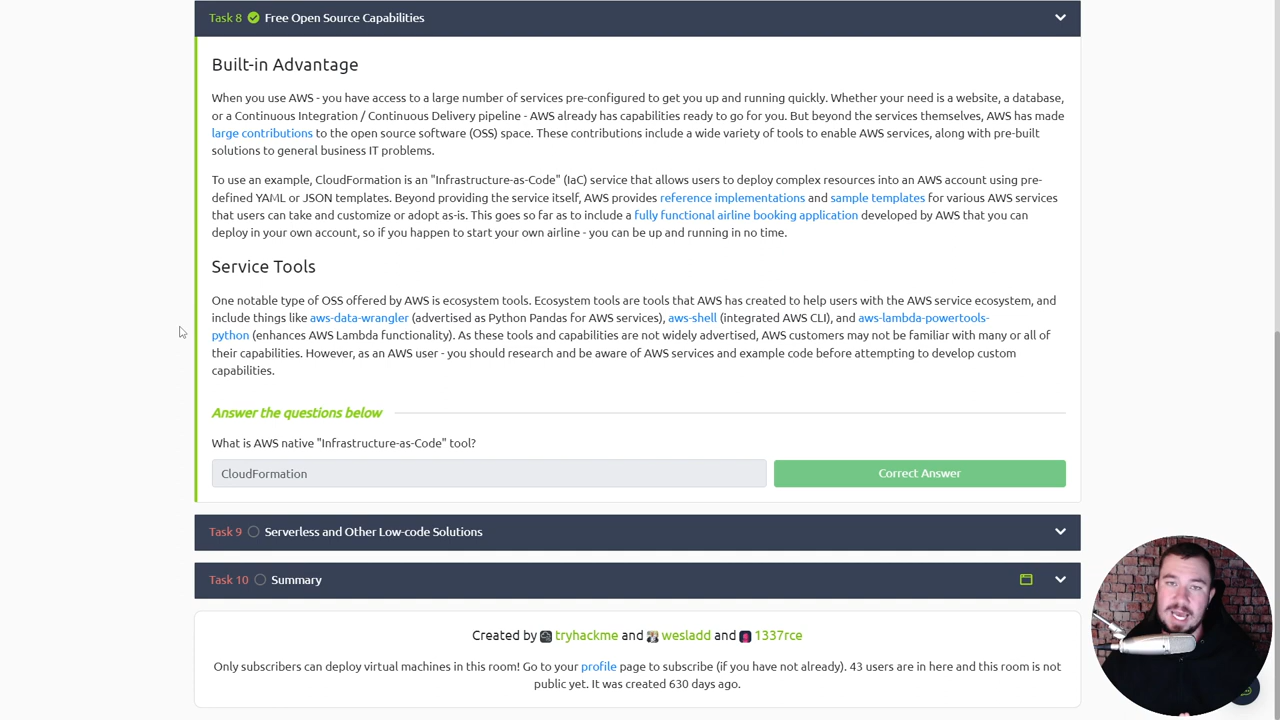 Task 8 Free Open Source Capabilities
Built-in Advantage
When you use AWS - you have access to a large number of services pre-configured to get you up and running quickly. Whether your need is a website, a database,
or a Continuous Integration / Continuous Delivery pipeline - AWS already has capabilities ready to go for you. But beyond the services themselves, AWS has made
large contributions to the open source software (OSS) space. These contributions include a wide variety of tools to enable AWS services, along with pre-built
solutions to general business IT problems.
To use an example, CloudFormation is an "Infrastructure-as-Code" (IaC) service that allows users to deploy complex resources into an AWS account using pre-
defined YAML or JSON templates. Beyond providing the service itself, AWS provides reference implementations and sample templates for various AWS services
that users can take and customize or adopt as-is. This goes so far as to include a fully functional airline booking application developed by AWS that you can
deploy in your own account, so if you happen to start your own airline - you can be up and running in no time.
Service Tools
One notable type of OSS offered by AWS is ecosystem tools. Ecosystem tools are tools that AWS has created to help users with the AWS service ecosystem, and
include things like aws-data-wrangler (advertised as Python Pandas for AWS services), aws-shell (integrated AWS CLI), and aws-lambda-powertools-
python (enhances AWS Lambda functionality). As these tools and capabilities are not widely advertised, AWS customers may not be familiar with many or all of
their capabilities. However, as an AWS user - you should research and be aware of AWS services and example code before attempting to develop custom
capabilities.
Answer the questions below
What is AWS native "Infrastructure-as-Code" tool?
CloudFormation Correct Answer
Task 9 Serverless and Other Low-code Solutions
Task 10 Summary
Created by tryhackme and wesladd and 1337rce
Only subscribers can deploy virtual machines in this room! Go to your profile page to subscribe (if you have not already). 43 users are in here and this room is not
public yet. It was created 630 days ago.